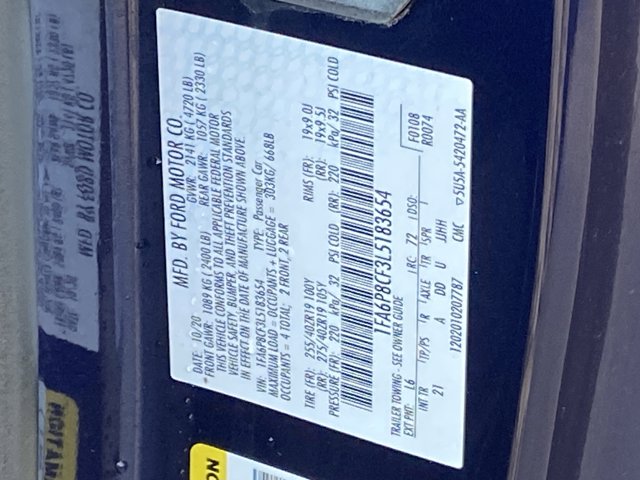 MFD. BY FORD MOTOR CO.
DATE: 10/20 GVWR: 2141 KG ( 4720 LB)
* FRONT GAWR: 1089 KG ( 2400 LB) REAR GAWR: 1057 KG ( 2330 LB)
THIS VEHICLE CONFORMS TO ALL APPLICABLE FEDERAL MOTOR
VEHICLE SAFETY, BUMPER, AND THEFT PREVENTION STANDARDS
IN EFFECT ON THE DATE OF MANUFACTURE SHOWN ABOVE.
VIN: 1FA6P8CF3L5183654 TYPE: Passenger Car
MAXIMUM LOAD = OCCUPANTS + LUGGAGE = 303KG/ 668LB
OCCUPANTS = 4 TOTAL: 2 FRONT, 2 REAR
TIRE (FR): 255/40ZR19 100Y RIMS (FR): 19x9.0J
(RR): 275/40ZR19 105Y (RR): 19x9.5J
PRESSURE (FR): 220 kPa/ 32 PSI COLD (RR): 220 kPa/ 32 PSI COLD
1FA6P8CF3L5183654
TRAILER TOWING - SEE OWNER GUIDE
F0108
R0074
EXT PNT: L6 RC: 72 DSO:
INT TR TP/PS R AXLE TR SPR
21 A DD U JJHH
12020102077B7 CMC ▽5U5A-5420472-AA
ON